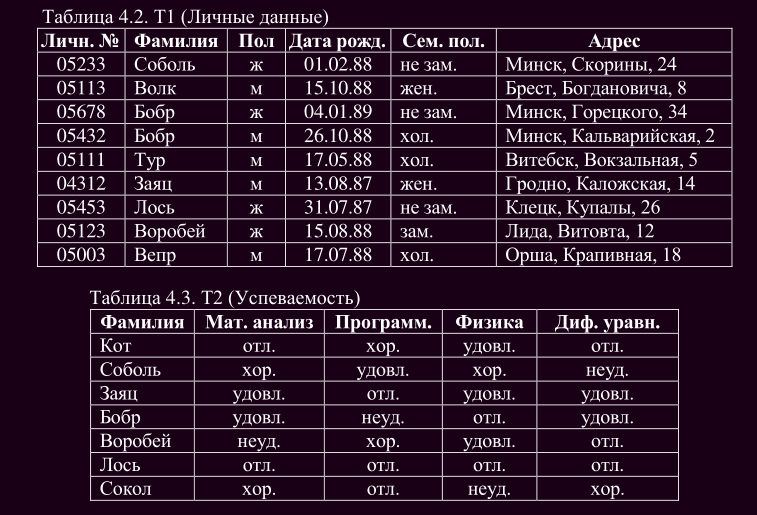 Таблица 4.2. Т1 (Личные данные)
Личн. № Фамилия Пол Дата рожд. Сем. пол. Адрес
05233 Соболь ж 01.02.88 не зам. Минск, Скорины, 24
05113 Волк м 15.10.88 жен. Брест, Богдановича, 8
05678 Бобр ж 04.01.89 не зам. Минск, Горецкого, 34
05432 Бобр м 26.10.88 хол. Минск, Кальварийская, 2
05111 Тур м 17.05.88 хол. Витебск, Вокзальная, 5
04312 Заяц м 13.08.87 жен. Гродно, Каложская, 14
05453 Лось ж 31.07.87 не зам. Клецк, Купалы, 26
05123 Воробей ж 15.08.88 зам. Лида, Витовта, 12
05003 Вепр м 17.07.88 хол. Орша, Крапивная, 18
Таблица 4.3. Т2 (Успеваемость)
Фамилия Мат. анализ Программ. Физика Диф. уравн.
Кот отл. хор. удовл. отл.
Соболь хор. удовл. хор. неуд.
Заяц удовл. отл. удовл. удовл.
Бобр удовл. неуд. отл. удовл.
Воробей неуд. хор. удовл. отл.
Лось отл. отл. отл. отл.
Сокол хор. отл. неуд. хор.